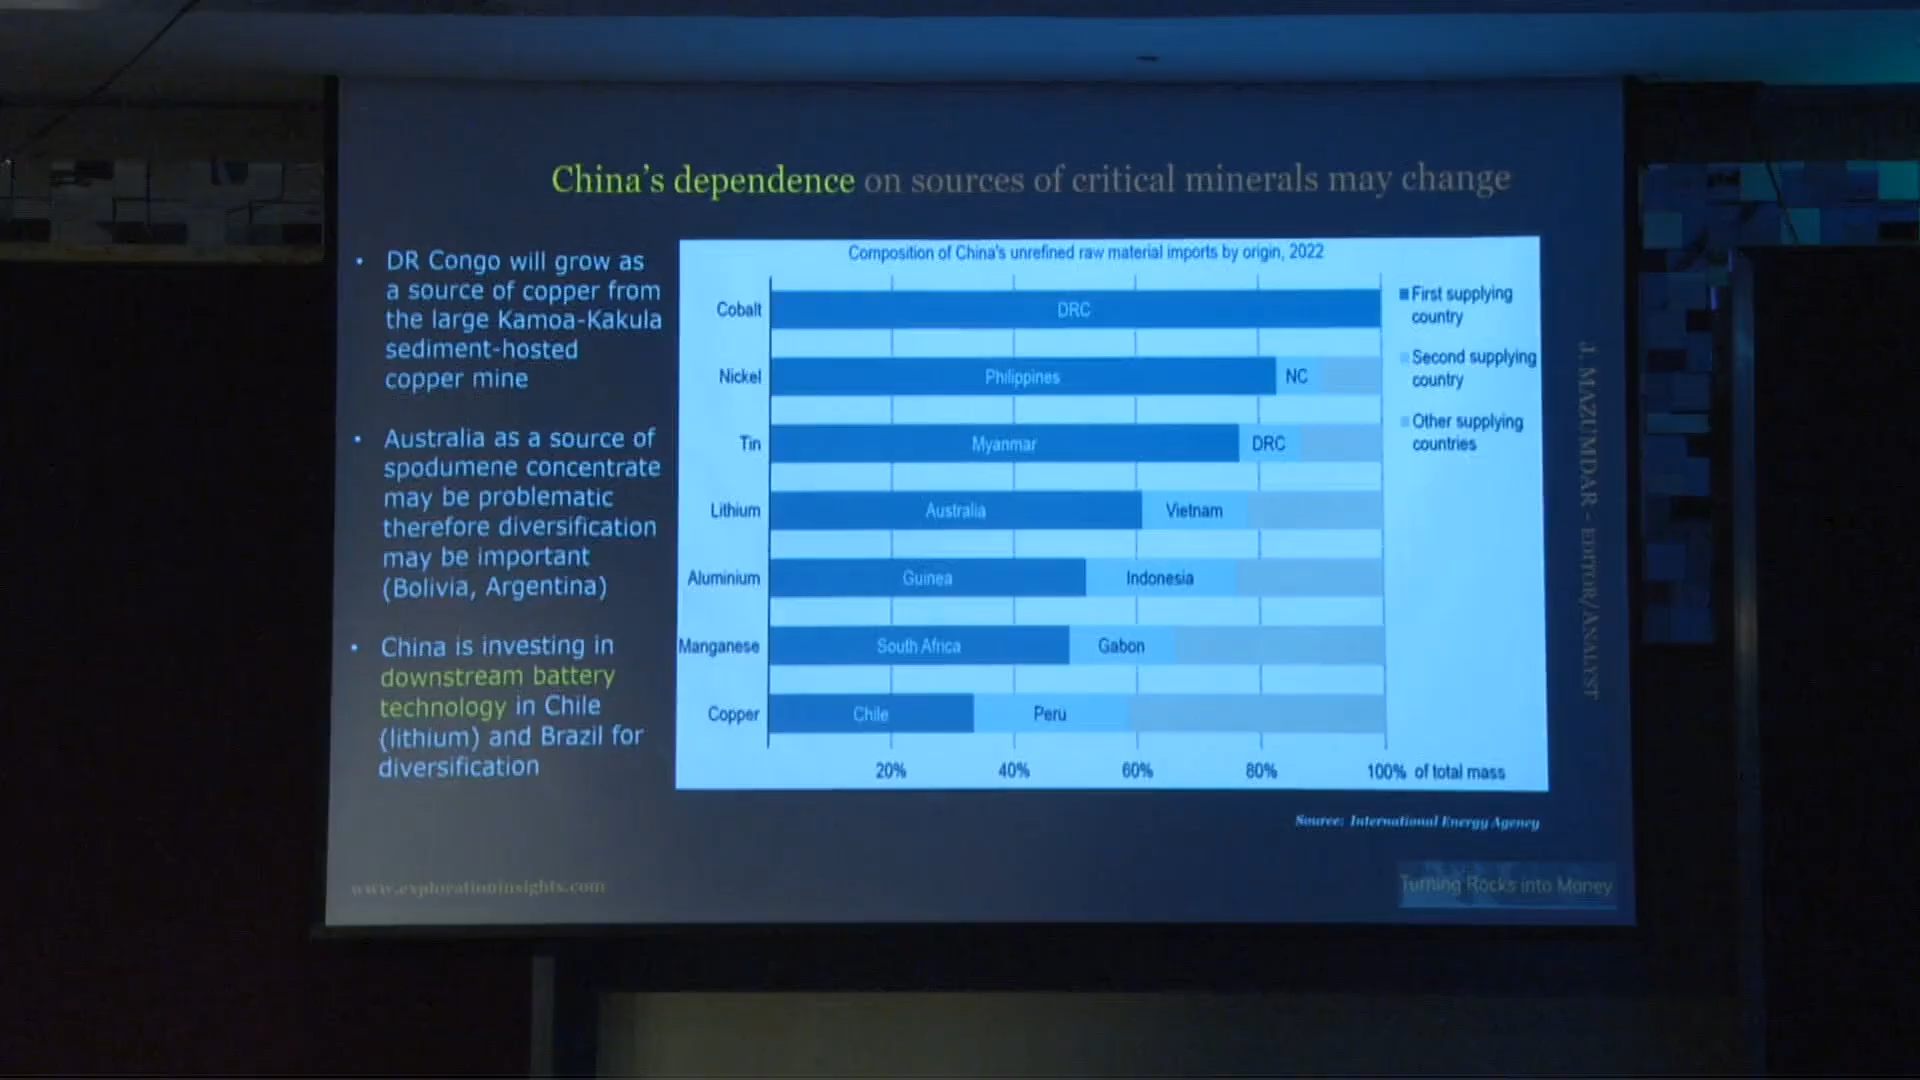 China's dependence on sources of critical minerals may change
• DR Congo will grow as
a source of copper from
the large Kamoa-Kakula
sediment-hosted
copper mine
• Australia as a source of
spodumene concentrate
may be problematic
therefore diversification
may be important
(Bolivia, Argentina)
• China is investing in
downstream battery
technology in Chile
(lithium) and Brazil for
diversification
Composition of China's unrefined raw material imports by origin, 2022
Cobalt DRC
Nickel Philippines NC
Tin Myanmar DRC
Lithium Australia Vietnam
Aluminium Guinea Indonesia
Manganese South Africa Gabon
Copper Chile Peru
20% 40% 60% 80% 100% of total mass
First supplying
country
Second supplying
country
Other supplying
countries
J. MAZUMDAR - EDITOR/ANALYST
Source: International Energy Agency
www.explorationinsights.com
Turning Rocks into Money